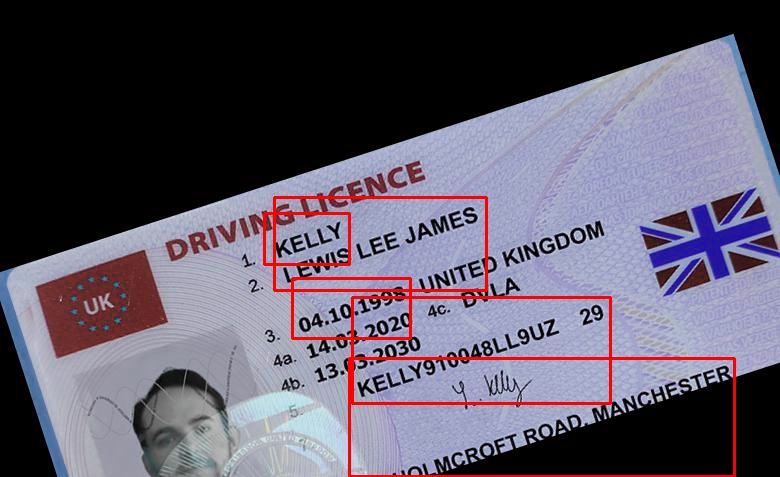 DRIVING LICENCE
UK
1. KELLY
2. LEWIS LEE JAMES
3. 04.10.1998 UNITED KINGDOM
4a. 14.03.2020 4c. DVLA
4b. 13.03.2030
5. KELLY910048LL9UZ 29
L. Kelly
HOLMCROFT ROAD, MANCHESTER